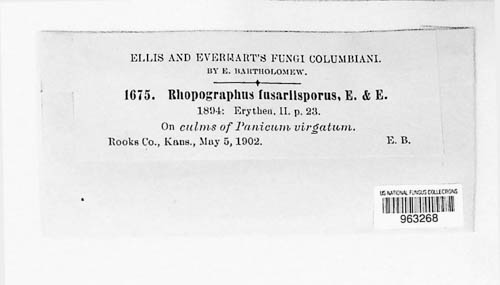 ELLIS AND EVERHART'S FUNGI COLUMBIANI.
BY E. BARTHOLOMEW.
1675. Rhopographus fusariisporus, E. & E.
1894: Erythea. II. p. 23.
On culms of Panicum virgatum.
Rooks Co., Kans., May 5, 1902. E. B.
US NATIONAL FUNGUS COLLECTIONS
963268